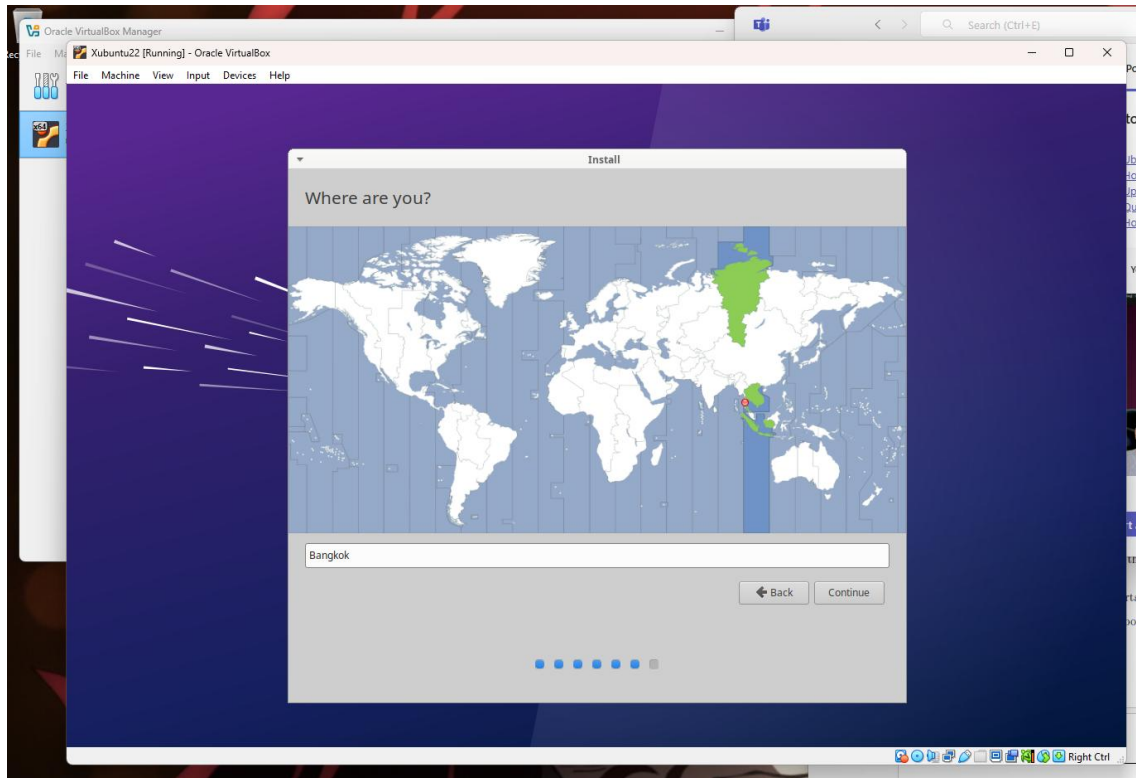 Oracle VirtualBox Manager
Search (Ctrl+E)
File
Xubuntu22 [Running] - Oracle VirtualBox
File Machine View Input Devices Help
x64
Install
Where are you?
Bangkok
Back
Continue
Right Ctrl